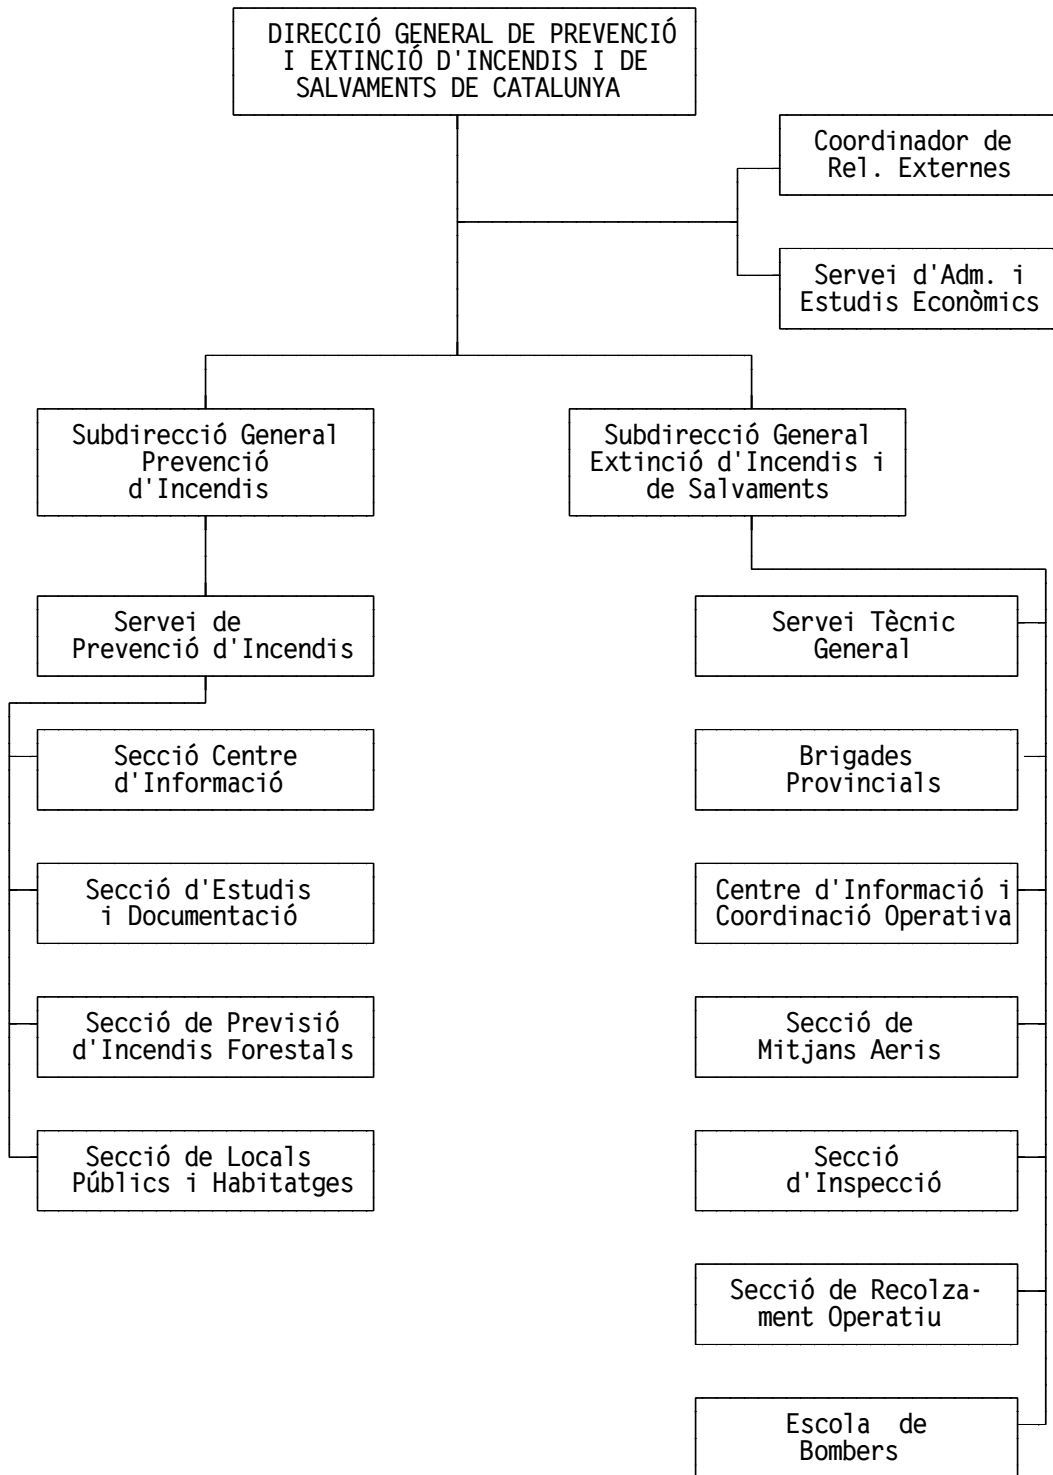 DIRECCIÓ GENERAL DE PREVENCIÓ
I EXTINCIÓ D'INCENDIS I DE
SALVAMENTS DE CATALUNYA
Coordinador de
Rel. Externes
Servei d'Adm. i
Estudis Econòmics
Subdirecció General
Prevenció
d'Incendis
Subdirecció General
Extinció d'Incendis i
de Salvaments
Servei de
Prevenció d'Incendis
Secció Centre
d'Informació
Secció d'Estudis
i Documentació
Secció de Previsió
d'Incendis Forestals
Secció de Locals
Públics i Habitatges
Servei Tècnic
General
Brigades
Provincials
Centre d'Informació i
Coordinació Operativa
Secció de
Mitjans Aeris
Secció
d'Inspecció
Secció de Recolza-
ment Operatiu
Escola de
Bombers